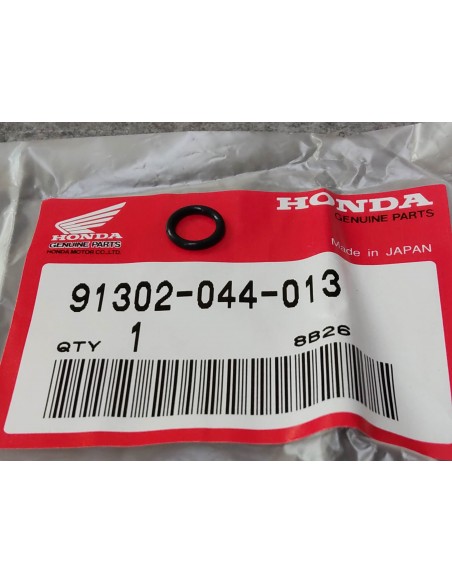 HONDA
GENUINE PARTS
HONDA MOTOR CO., LTD.
HONDA
GENUINE PARTS
Made in JAPAN
91302-044-013
QTY 1 8B26